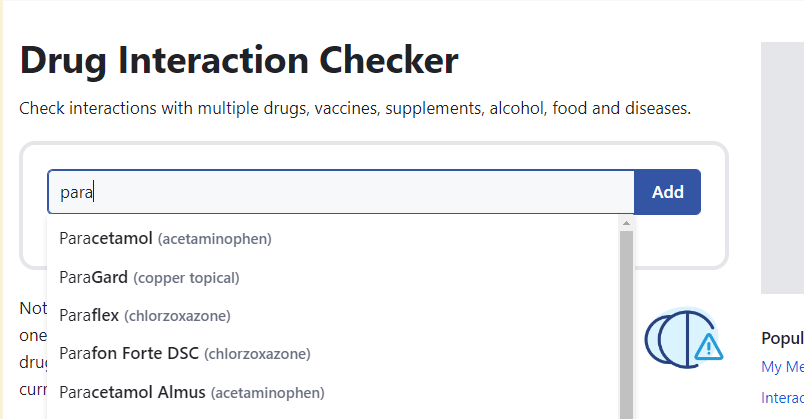 Drug Interaction Checker
Check interactions with multiple drugs, vaccines, supplements, alcohol, food and diseases.
para
Add
Paracetamol (acetaminophen)
ParaGard (copper topical)
Paraflex (chlorzoxazone)
Parafon Forte DSC (chlorzoxazone)
Paracetamol Almus (acetaminophen)
Not
one
drug
curr
Popul
My Me
Interac